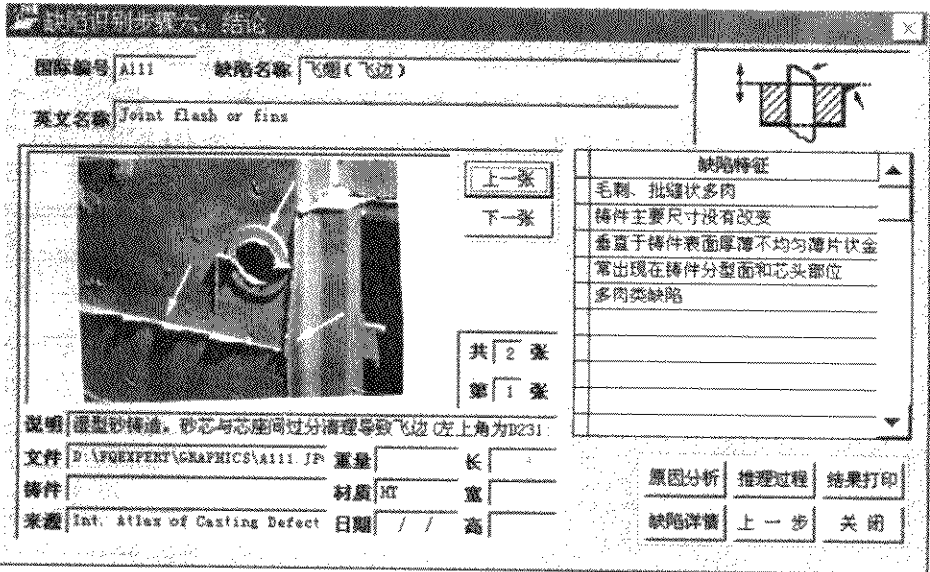 缺陷识别步骤六: 结论
国际编号 A111 缺陷名称 飞翅(飞边)
英文名称 Joint flash or fins
上一张
下一张
共 2 张
第 1 张
缺陷特征
毛刺、批缝状多肉
铸件主要尺寸没有改变
垂直于铸件表面厚薄不均匀薄片状金
常出现在铸件分型面和芯头部位
多肉类缺陷
说明 湿型砂铸造。砂芯与芯座间过分清理导致飞边(左上角为D231
文件 D:\FQEXPERT\GRAPHICS\A111.JP 重量 长
铸件 材质 HT 宽
来源 Int. Atlas of Casting Defect 日期 / / 高
原因分析 推理过程 结果打印
缺陷详情 上一步 关闭